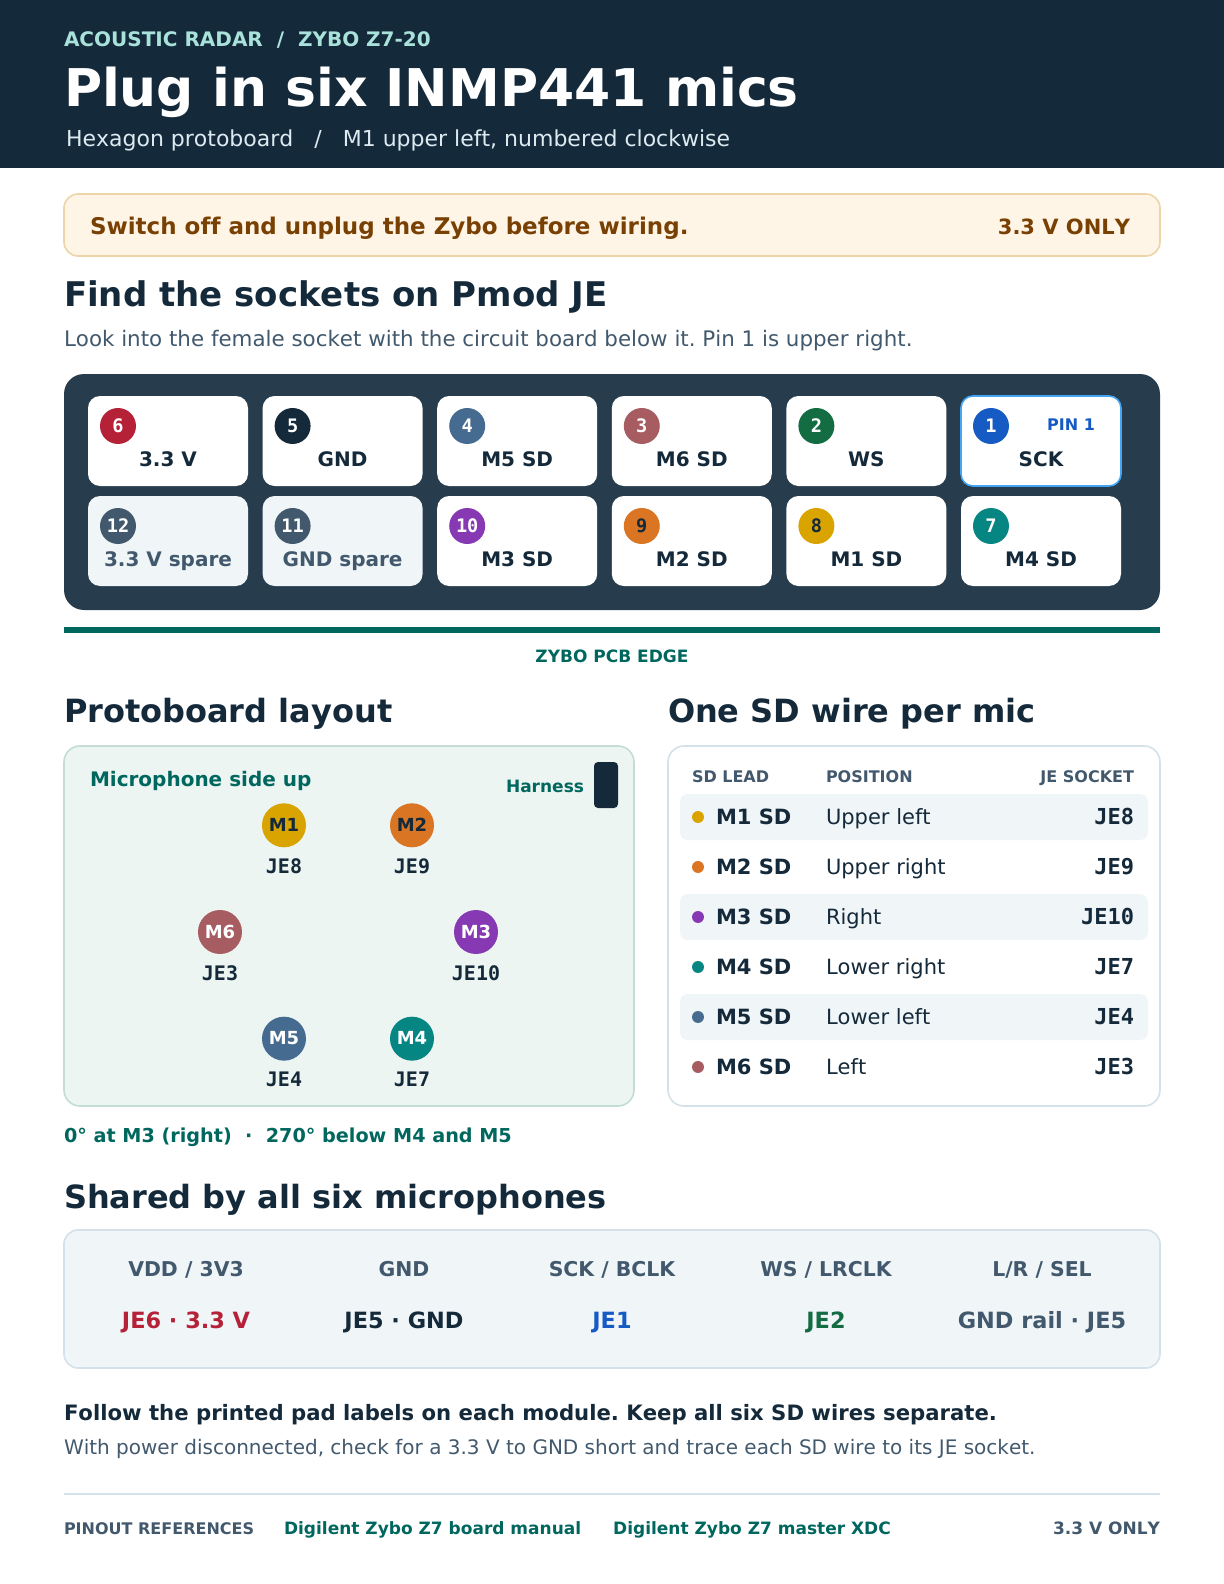 ACOUSTIC RADAR / ZYBO Z7-20
Plug in six INMP441 mics
Hexagon protoboard / M1 upper left, numbered clockwise
Switch off and unplug the Zybo before wiring. 3.3 V ONLY
Find the sockets on Pmod JE
Look into the female socket with the circuit board below it. Pin 1 is upper right.
6 5 4 3 2 1 PIN 1
3.3 V GND M5 SD M6 SD WS SCK
12 11 10 9 8 7
3.3 V spare GND spare M3 SD M2 SD M1 SD M4 SD
ZYBO PCB EDGE
Protoboard layout
Microphone side up
Harness
M1 M2
JE8 JE9
M6 M3
JE3 JE10
M5 M4
JE4 JE7
0° at M3 (right) · 270° below M4 and M5
One SD wire per mic
SD LEAD POSITION JE SOCKET
M1 SD Upper left JE8
M2 SD Upper right JE9
M3 SD Right JE10
M4 SD Lower right JE7
M5 SD Lower left JE4
M6 SD Left JE3
Shared by all six microphones
VDD / 3V3 GND SCK / BCLK WS / LRCLK L/R / SEL
JE6 · 3.3 V JE5 · GND JE1 JE2 GND rail · JE5
Follow the printed pad labels on each module. Keep all six SD wires separate.
With power disconnected, check for a 3.3 V to GND short and trace each SD wire to its JE socket.
PINOUT REFERENCES Digilent Zybo Z7 board manual Digilent Zybo Z7 master XDC 3.3 V ONLY